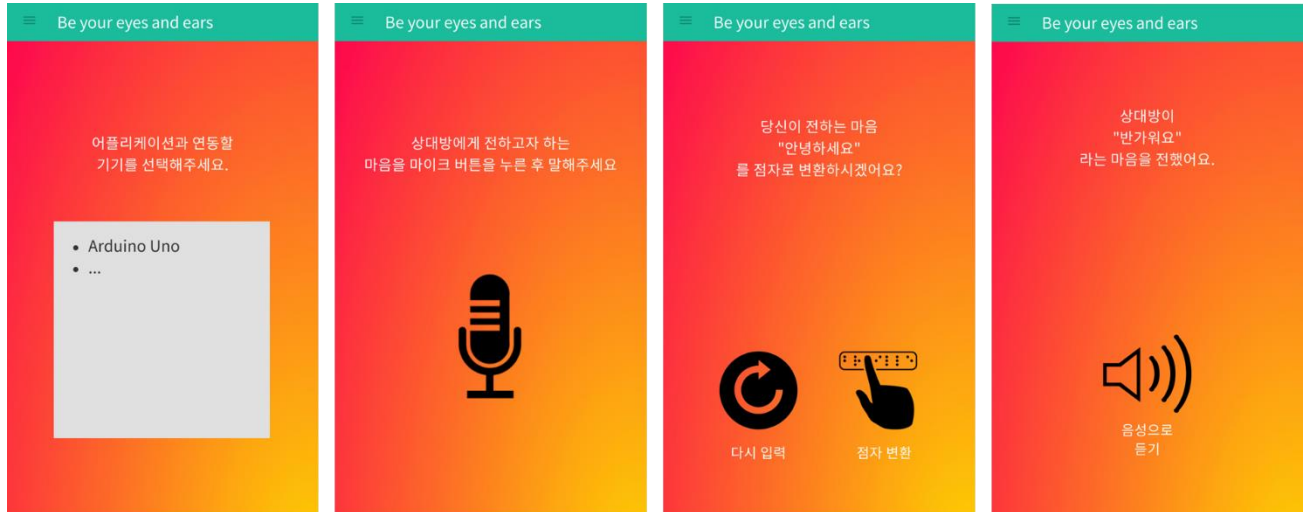 Be your eyes and ears
어플리케이션과 연동할
기기를 선택해주세요.
• Arduino Uno
• ...
Be your eyes and ears
상대방에게 전하고자 하는
마음을 마이크 버튼을 누른 후 말해주세요
Be your eyes and ears
당신이 전하는 마음
"안녕하세요"
를 점자로 변환하시겠어요?
다시 입력
점자 변환
Be your eyes and ears
상대방이
"반가워요"
라는 마음을 전했어요.
음성으로
듣기